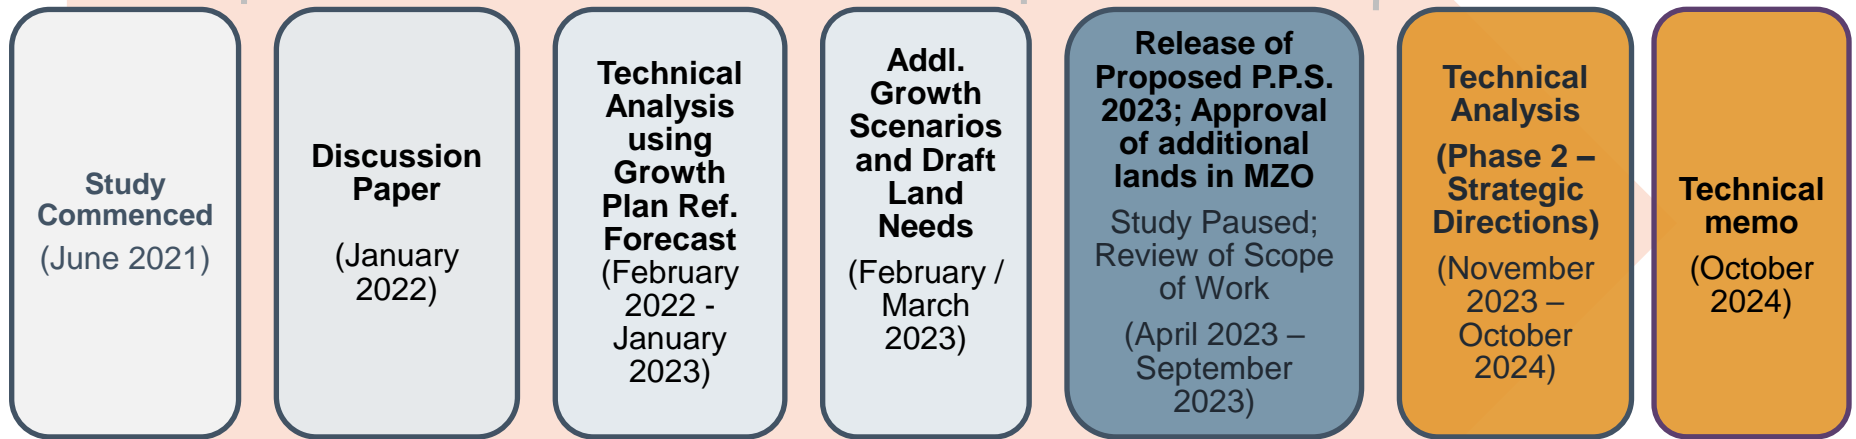 Study
Commenced
(June 2021)
Discussion
Paper
(January
2022)
Technical
Analysis
using
Growth
Plan Ref.
Forecast
(February
2022 -
January
2023)
Addl.
Growth
Scenarios
and Draft
Land
Needs
(February /
March
2023)
Release of
Proposed P.P.S.
2023; Approval
of additional
lands in MZO
Study Paused;
Review of Scope
of Work
(April 2023 –
September
2023)
Technical
Analysis
(Phase 2 –
Strategic
Directions)
(November
2023 –
October
2024)
Technical
memo
(October
2024)